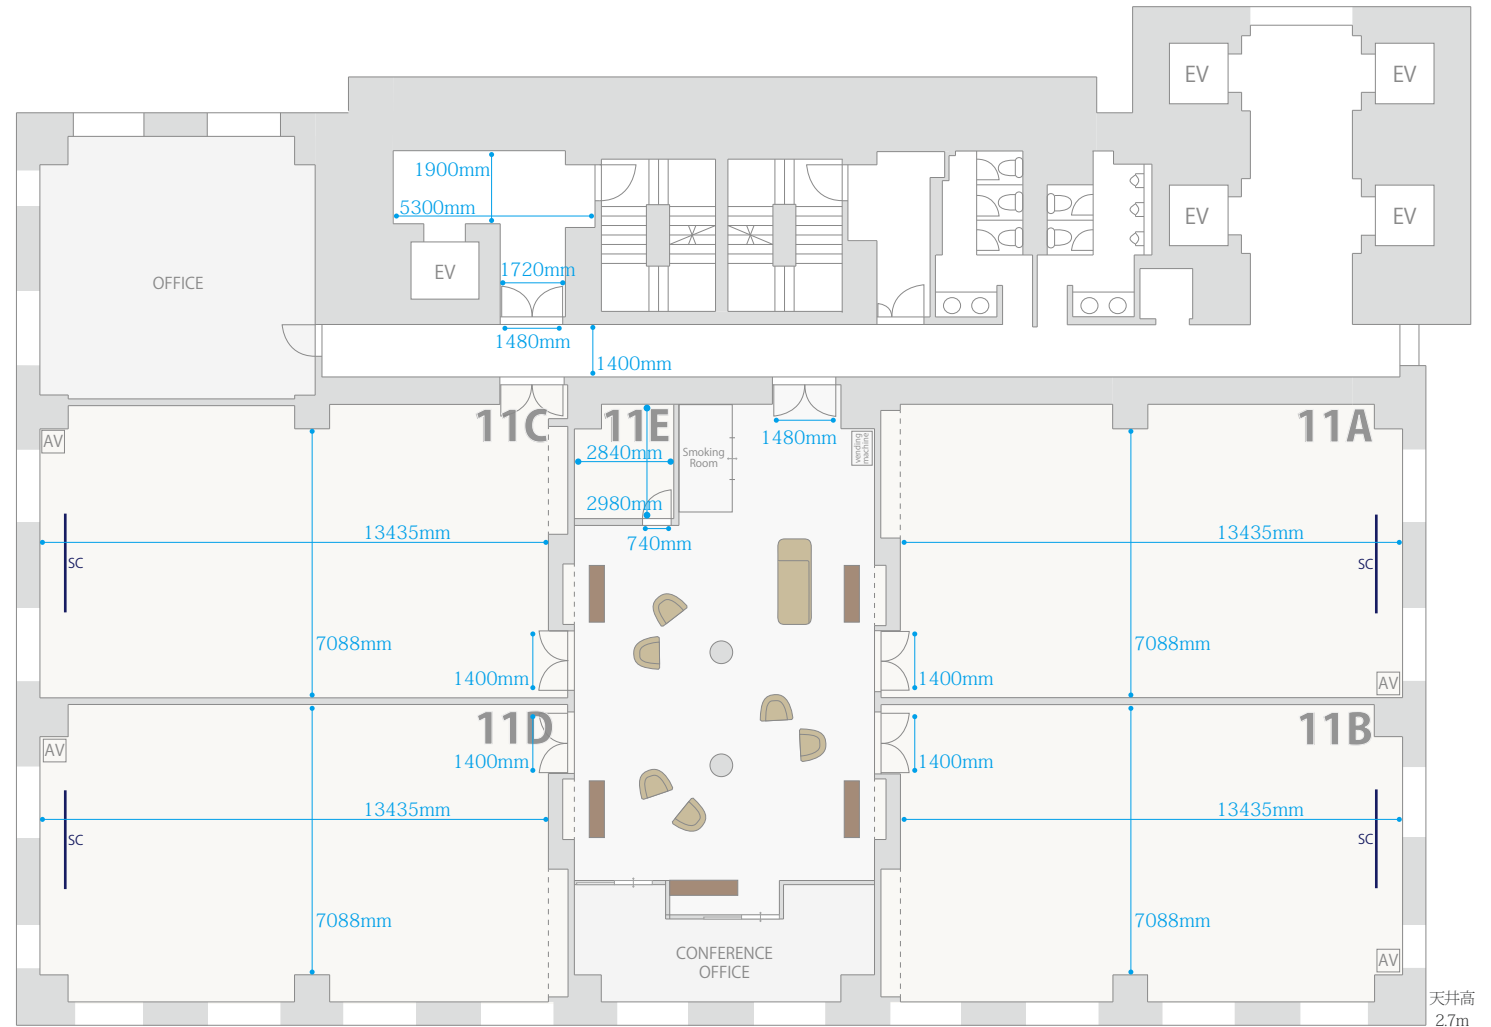 EV
EV
1900mm
5300mm
EV
EV
EV
1720mm
OFFICE
1480mm
1400mm
11C
11E
11A
AV
2840mm
Smoking
Room
1480mm
vending
machine
2980mm
13435mm
740mm
13435mm
SC
SC
7088mm
7088mm
1400mm
1400mm
AV
11D
11B
AV
1400mm
1400mm
13435mm
13435mm
SC
SC
7088mm
7088mm
CONFERENCE
OFFICE
AV
天井高
2.7m